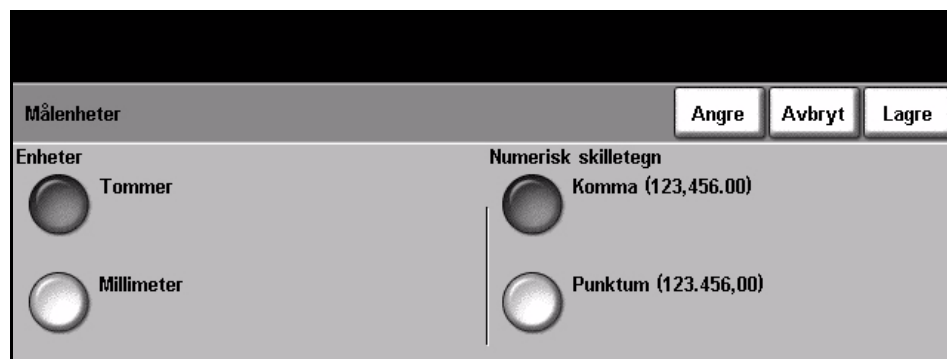 Målenheter
Angre
Avbryt
Lagre
Enheter
Tommer
Millimeter
Numerisk skilletegn
Komma (123,456.00)
Punktum (123.456,00)